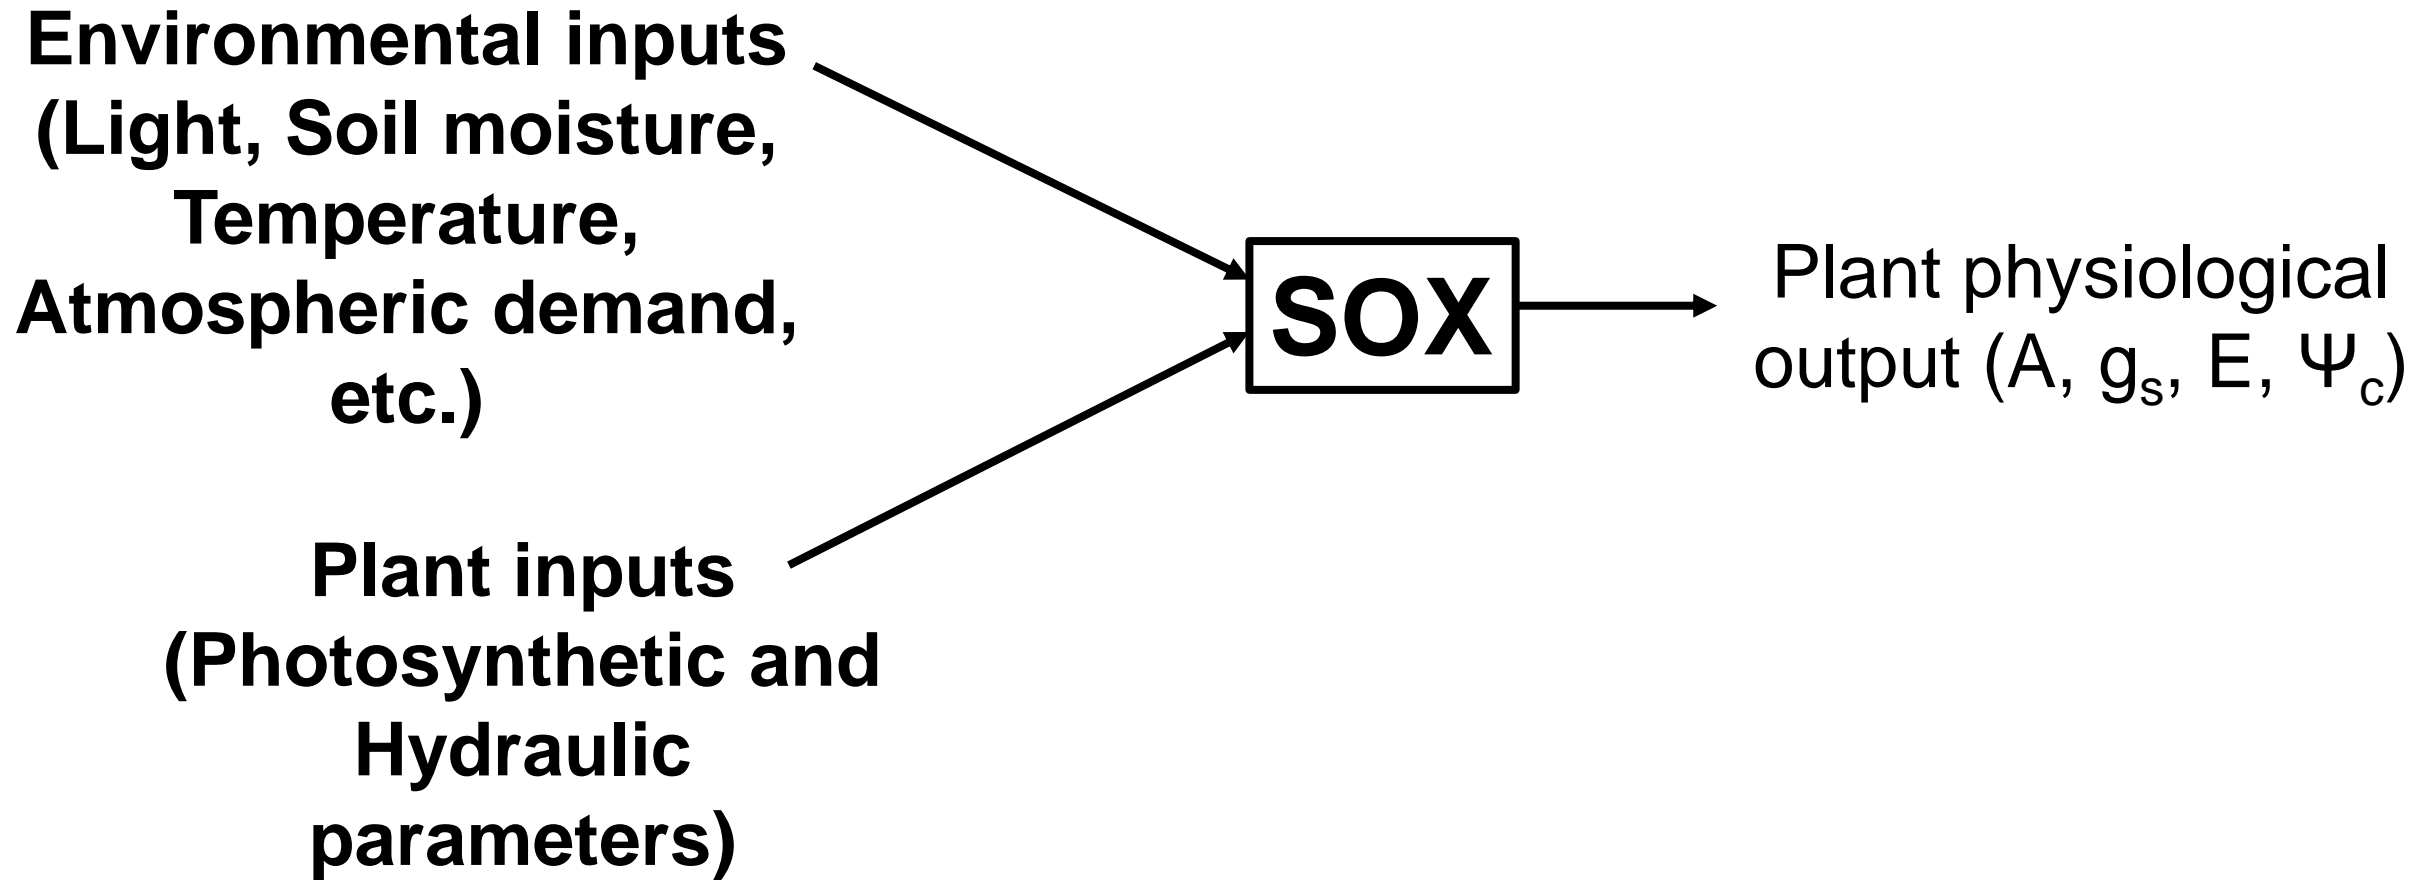 Environmental inputs
(Light, Soil moisture,
Temperature,
Atmospheric demand,
etc.)
Plant inputs
(Photosynthetic and
Hydraulic
parameters)
SOX
Plant physiological
output (A, gₛ, E, Ψ_c)